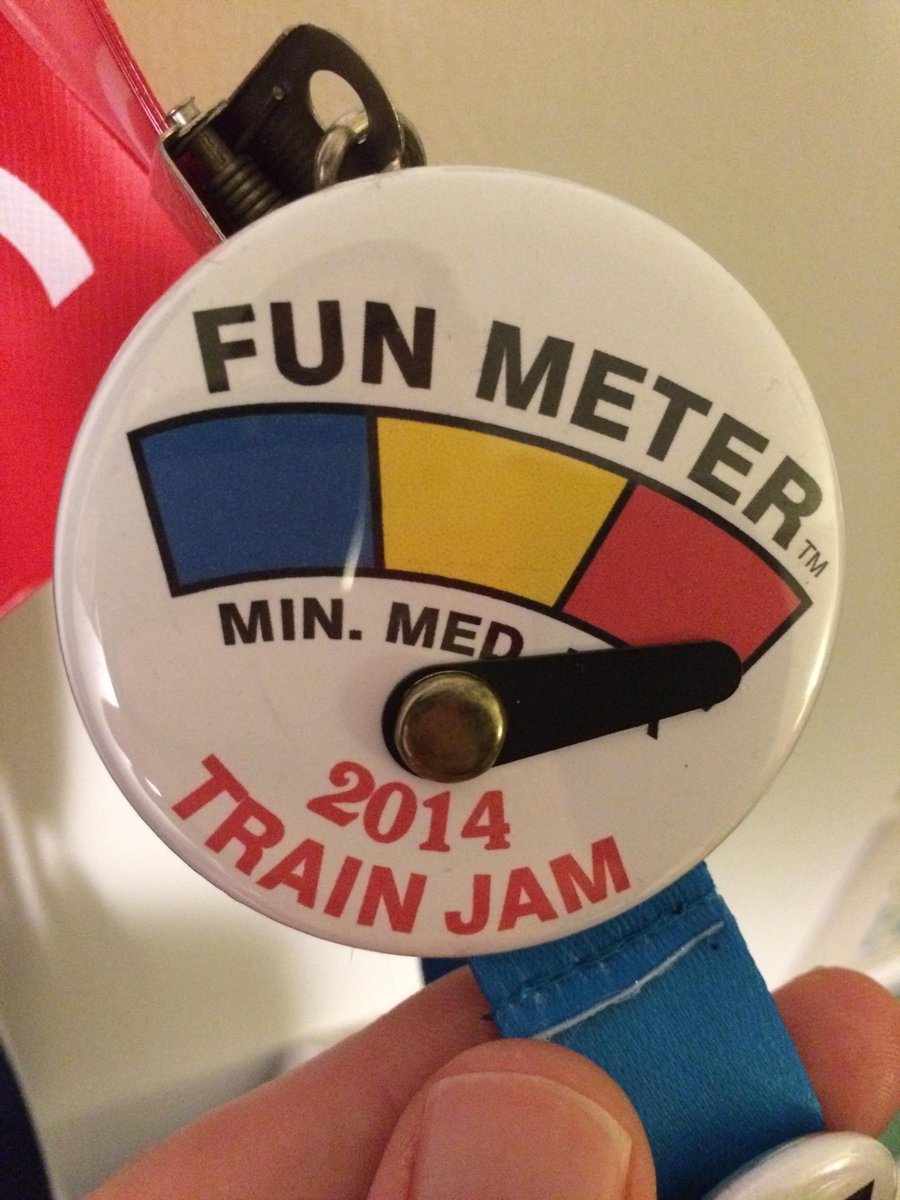 FUN METER™
MIN. MED.
2014
TRAIN JAM